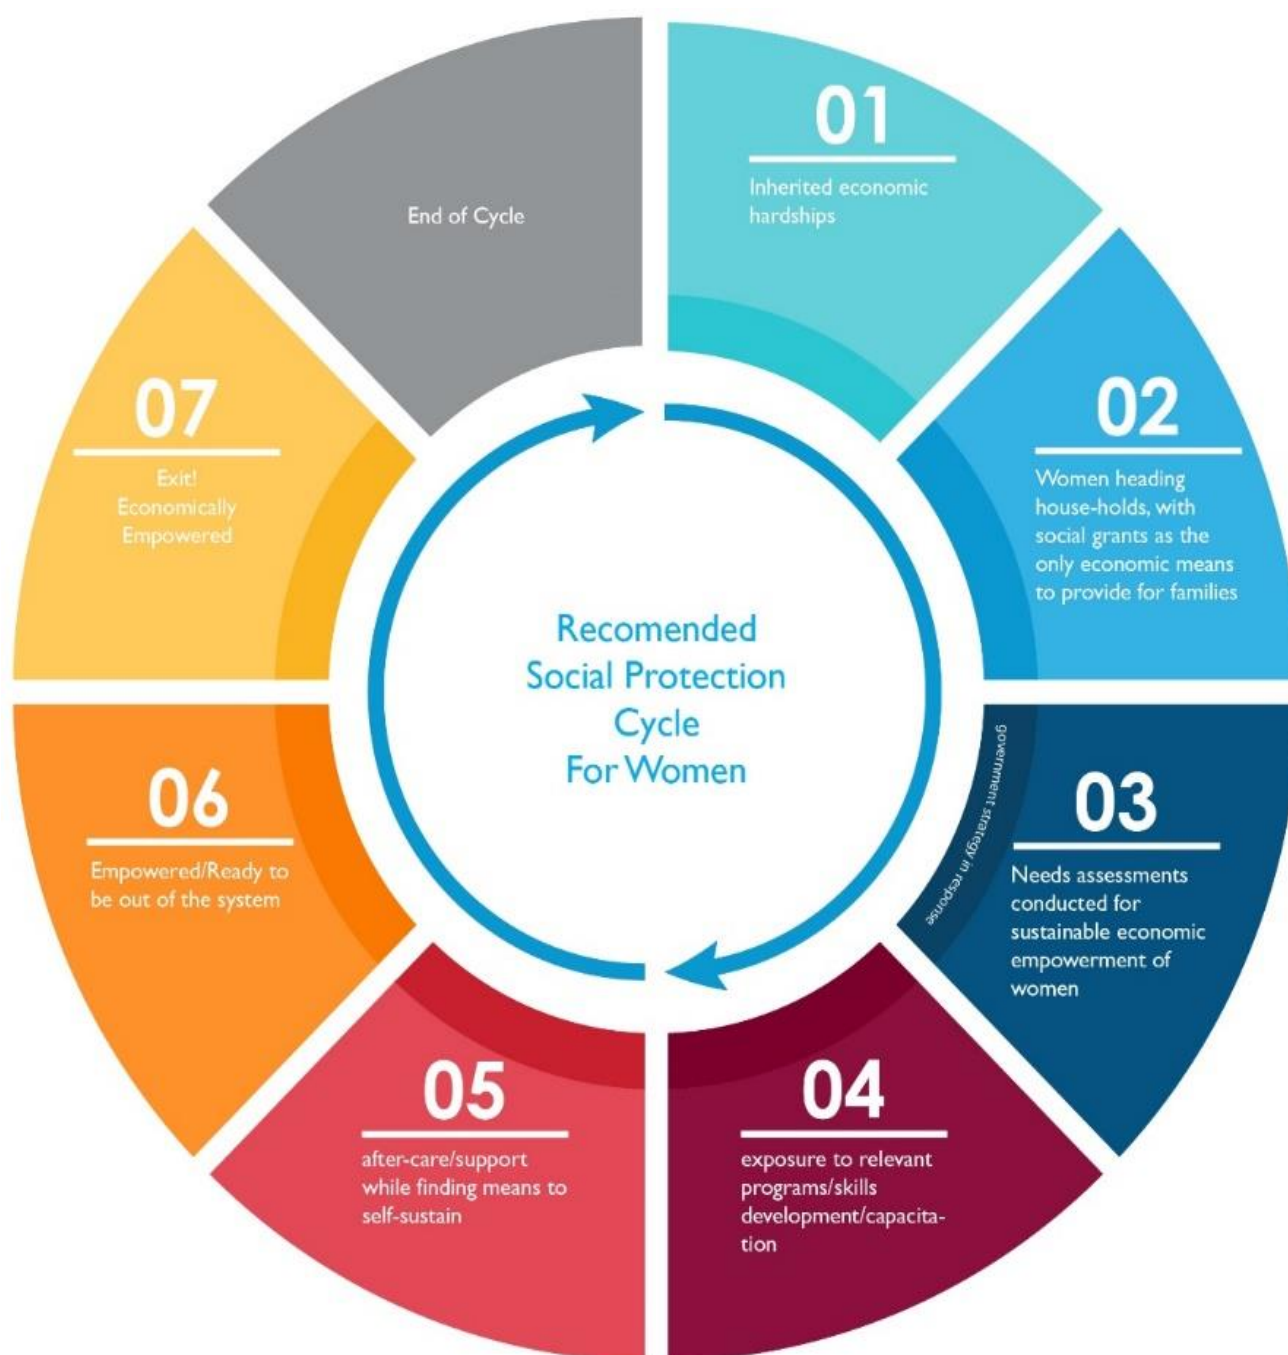 01
Inherited economic
hardships
02
Women heading
house-holds, with
social grants as the
only economic means
to provide for families
government strategy in response
03
Needs assessments
conducted for
sustainable economic
empowerment of
women
04
exposure to relevant
programs/skills
development/capacita-
tion
05
after-care/support
while finding means to
self-sustain
06
Empowered/Ready to
be out of the system
07
Exit!
Economically
Empowered
End of Cycle
Recomended
Social Protection
Cycle
For Women